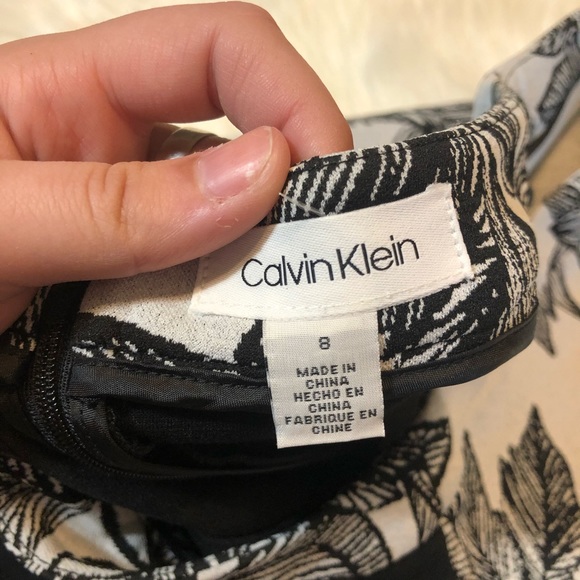 Calvin Klein
8
MADE IN
CHINA
HECHO EN
CHINA
FABRIQUE EN
CHINE